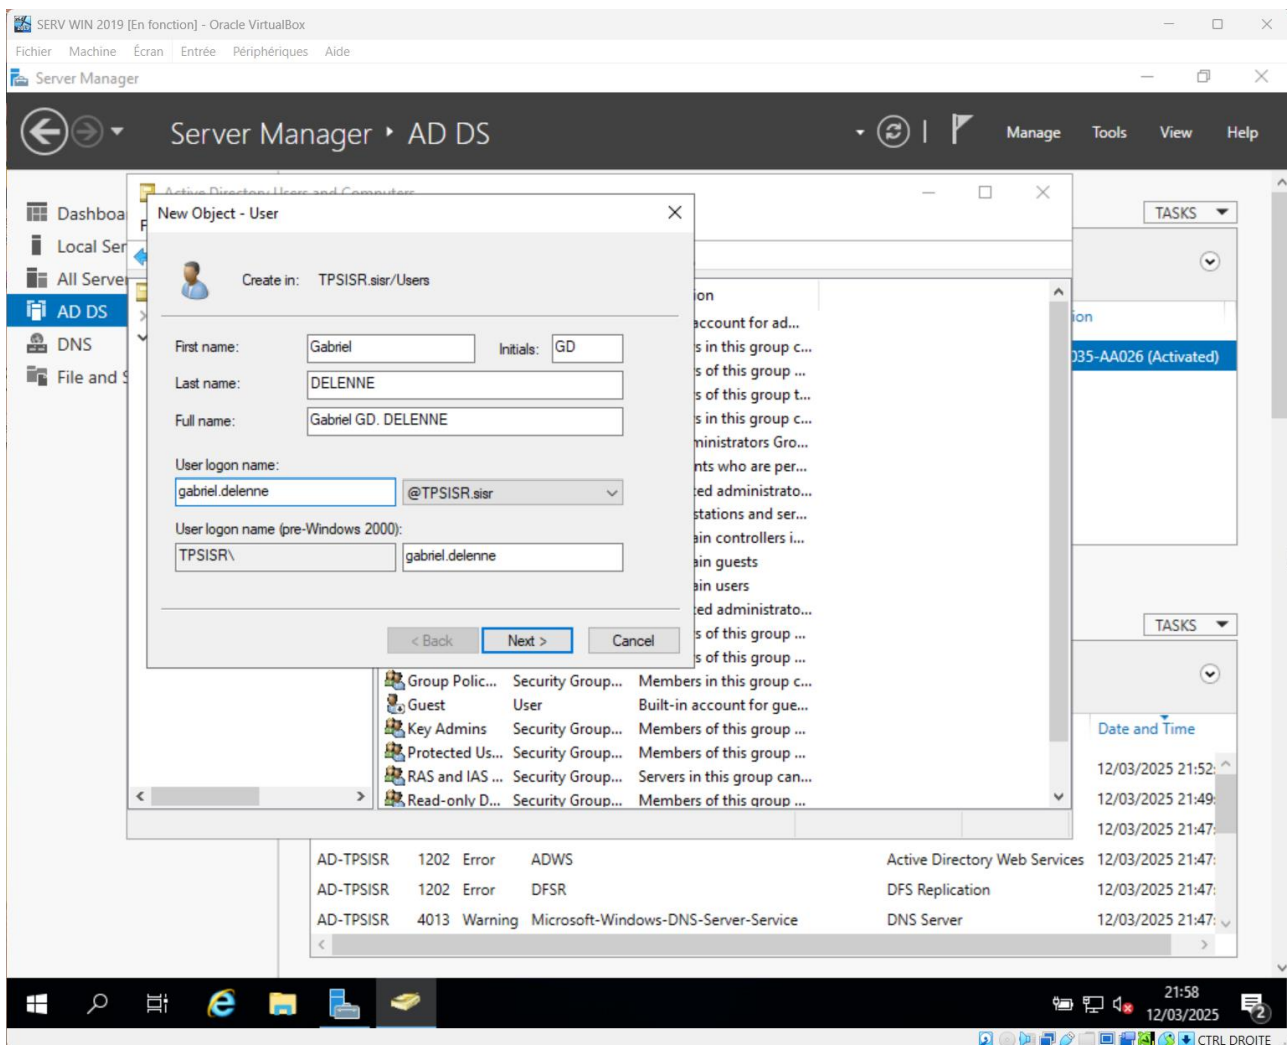 SERV WIN 2019 [En fonction] - Oracle VirtualBox
Fichier Machine Écran Entrée Périphériques Aide
Server Manager
Server Manager AD DS
Manage Tools View Help
Active Directory Users and Computers
TASKS
New Object - User
Dashboa
F
Local Ser
All Server
AD DS
DNS
File and S
Create in: TPSISR.sisr/Users
First name: Gabriel Initials: GD
Last name: DELENNE
Full name: Gabriel GD. DELENNE
User logon name:
gabriel.delenne @TPSISR.sisr
User logon name (pre-Windows 2000):
TPSISR\ gabriel.delenne
< Back Next > Cancel
ion
account for ad...
s in this group c...
s of this group ...
s of this group t...
s in this group c...
ministrators Gro...
nts who are per...
ted administrato...
stations and ser...
ain controllers i...
ain guests
ain users
ted administrato...
s of this group ...
s of this group ...
ion
035-AA026 (Activated)
Group Polic... Security Group... Members in this group c...
Guest User Built-in account for gue...
Key Admins Security Group... Members of this group ...
Protected Us... Security Group... Members of this group ...
RAS and IAS ... Security Group... Servers in this group can...
Read-only D... Security Group... Members of this group ...
TASKS
Date and Time
12/03/2025 21:52:
12/03/2025 21:49:
12/03/2025 21:47:
AD-TPSISR 1202 Error ADWS Active Directory Web Services 12/03/2025 21:47:
AD-TPSISR 1202 Error DFSR DFS Replication 12/03/2025 21:47:
AD-TPSISR 4013 Warning Microsoft-Windows-DNS-Server-Service DNS Server 12/03/2025 21:47:
21:58
12/03/2025
2
CTRL DROITE